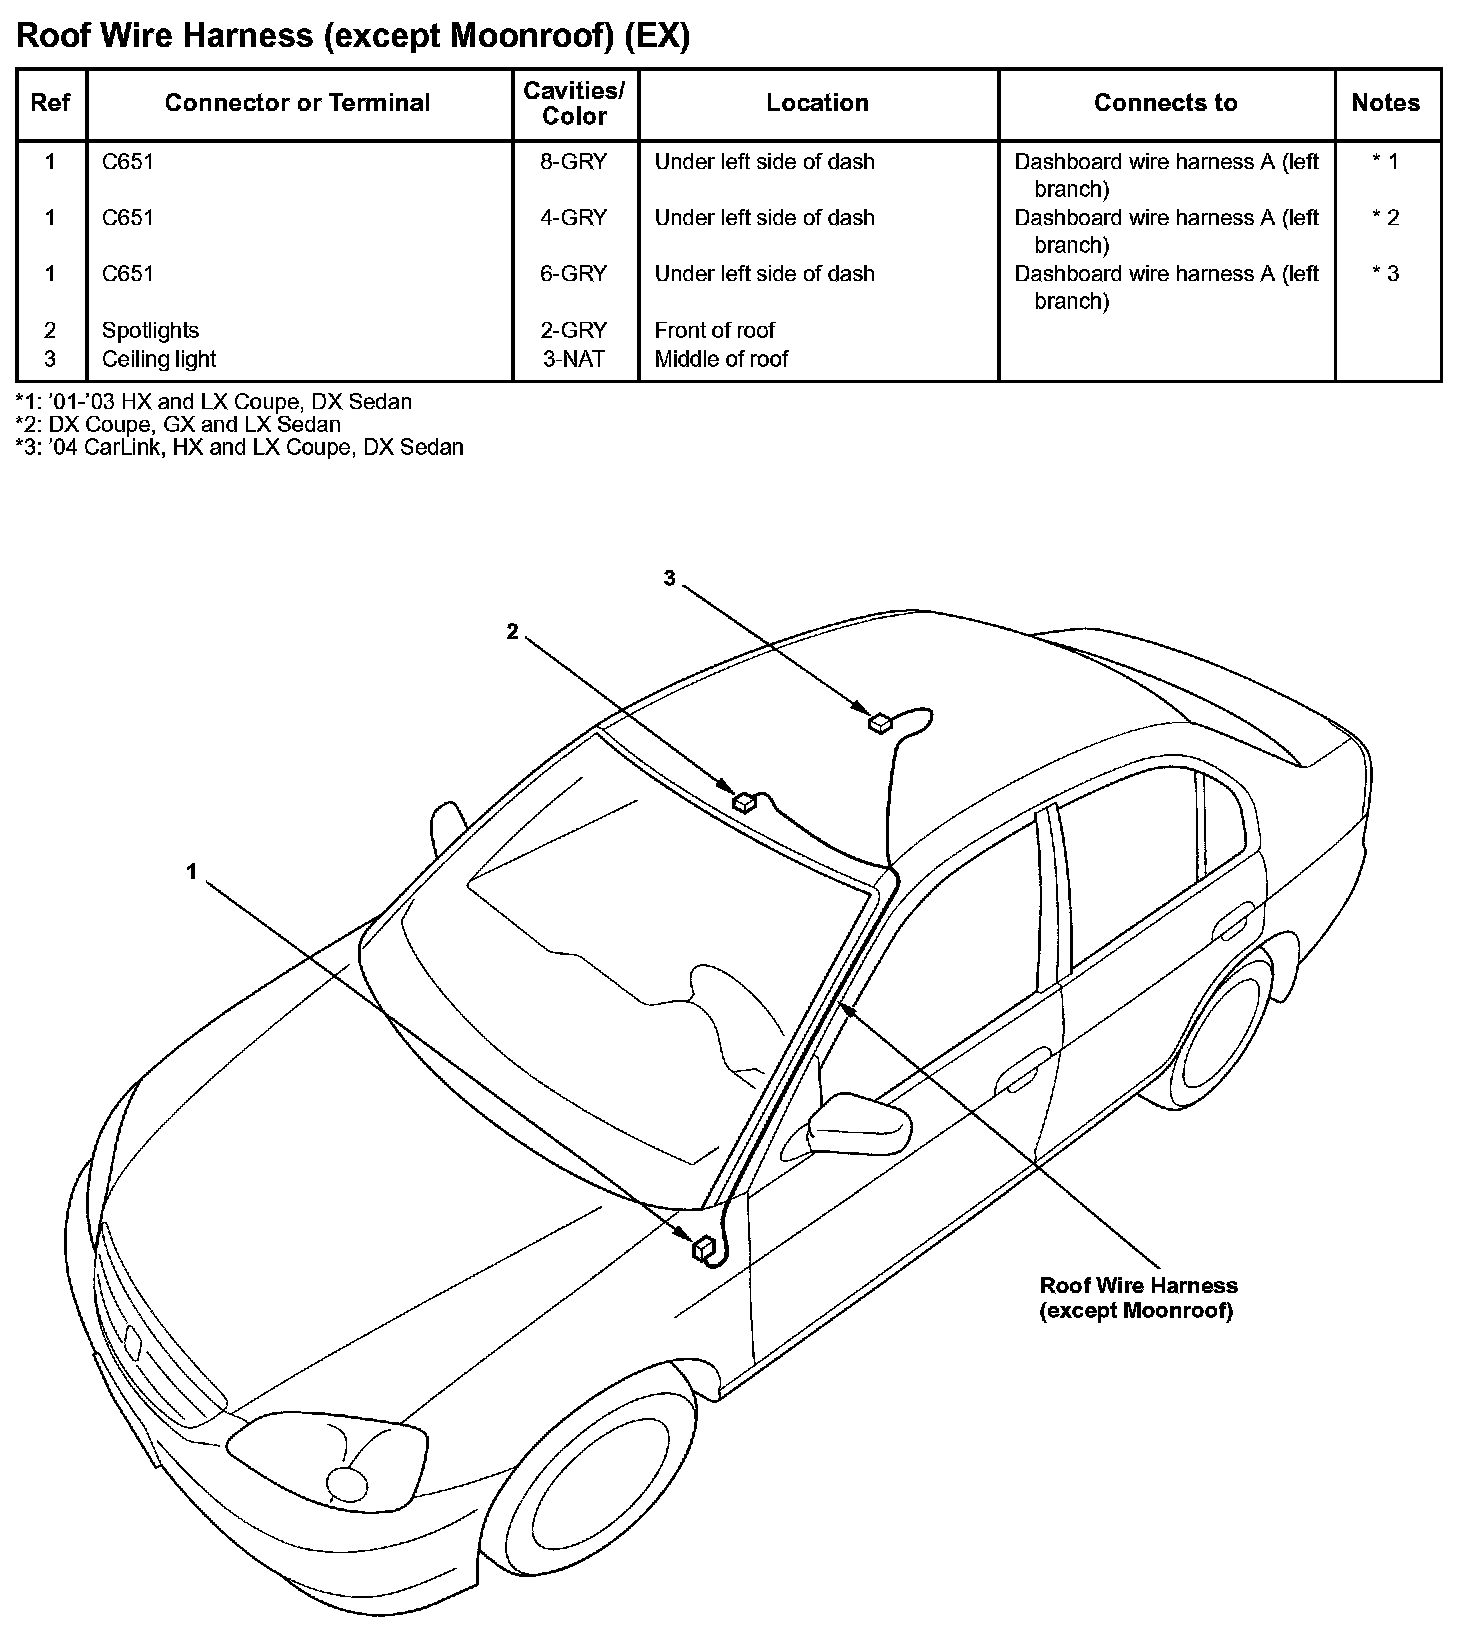 Roof Wire Harness (except Moonroof) (EX)
Ref Connector or Terminal Cavities/ Color Location Connects to Notes
1 C651 8-GRY Under left side of dash Dashboard wire harness A (left * 1
branch)
1 C651 4-GRY Under left side of dash Dashboard wire harness A (left * 2
branch)
1 C651 6-GRY Under left side of dash Dashboard wire harness A (left * 3
branch)
2 Spotlights 2-GRY Front of roof
3 Ceiling light 3-NAT Middle of roof
*1: ’01-’03 HX and LX Coupe, DX Sedan
*2: DX Coupe, GX and LX Sedan
*3: ’04 CarLink, HX and LX Coupe, DX Sedan
3
2
1
Roof Wire Harness
(except Moonroof)